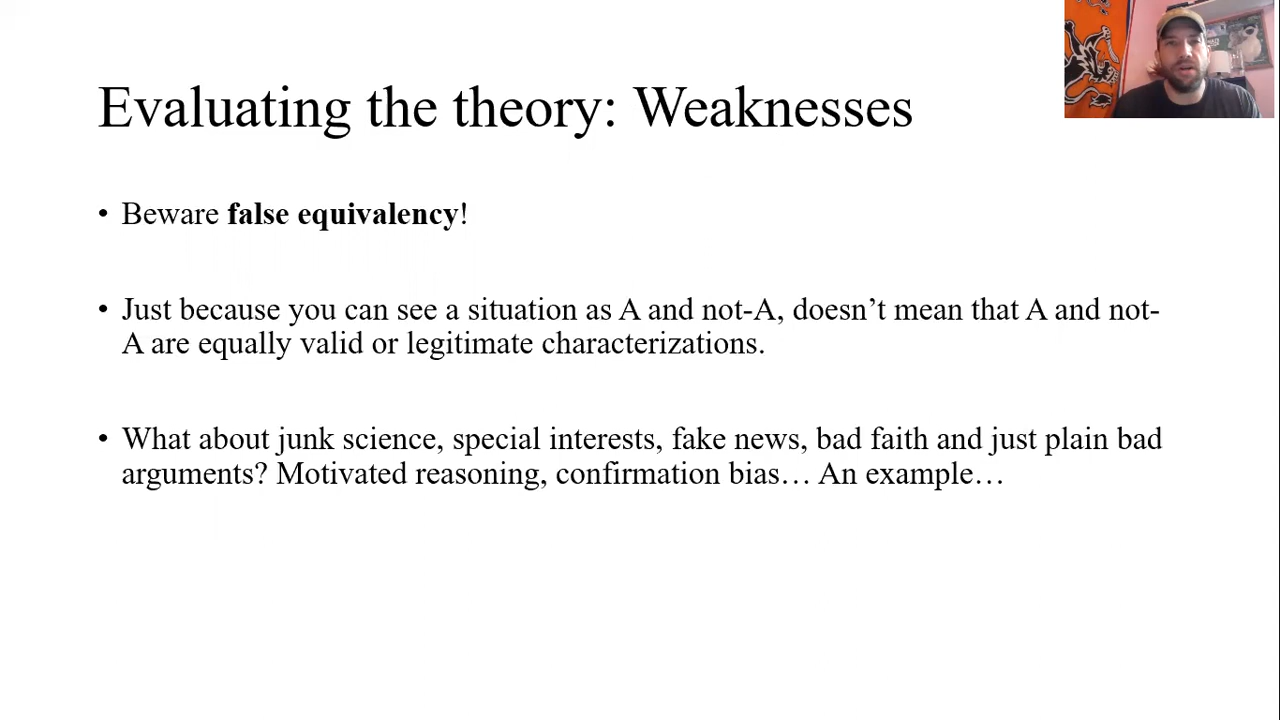 Evaluating the theory: Weaknesses
• Beware false equivalency!
• Just because you can see a situation as A and not-A, doesn’t mean that A and not-
A are equally valid or legitimate characterizations.
• What about junk science, special interests, fake news, bad faith and just plain bad
arguments? Motivated reasoning, confirmation bias… An example…